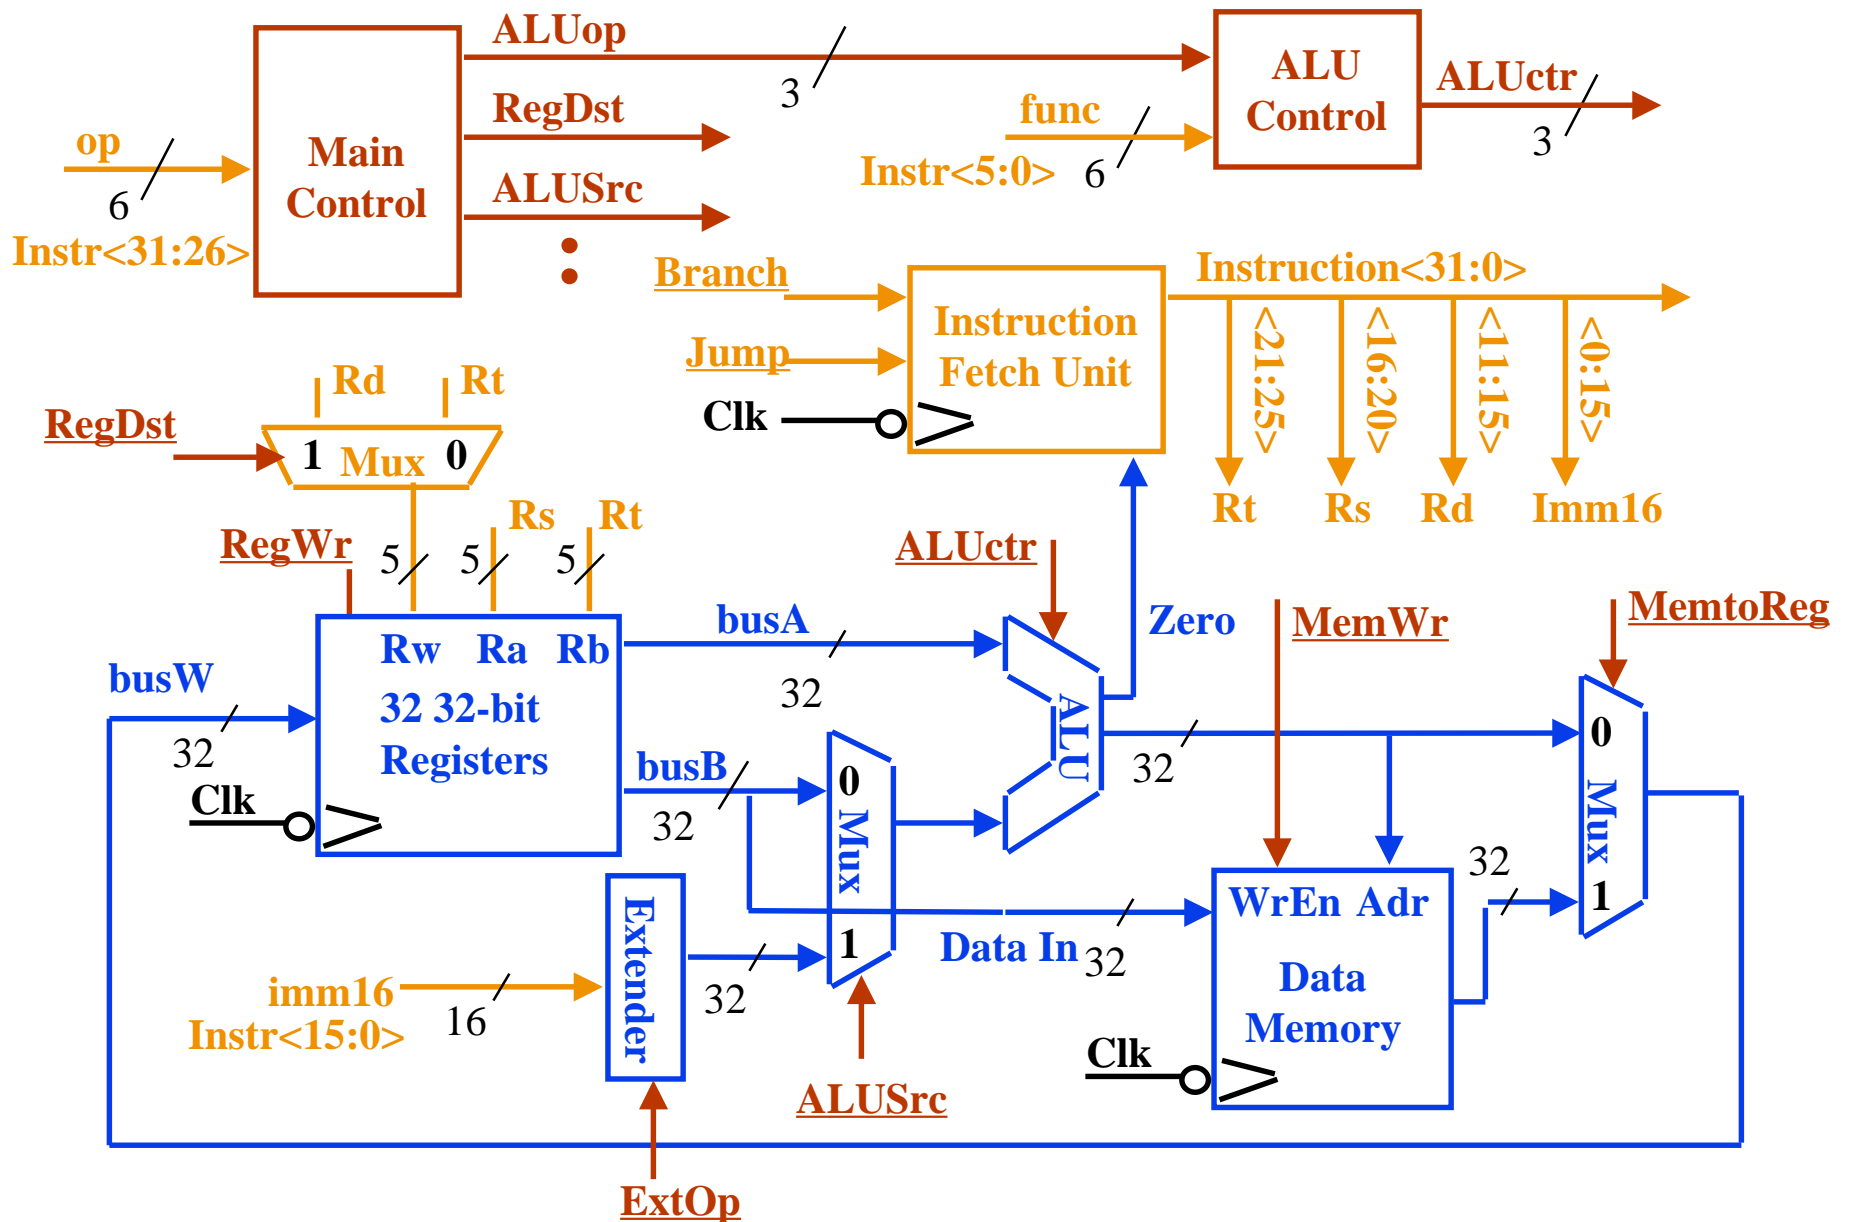 ALUop
3
RegDst
ALUSrc
op
6
Instr<31:26>
Main
Control
func
Instr<5:0>
6
ALU
Control
ALUctr
3
Branch
Jump
Clk
Instruction
Fetch Unit
Instruction<31:0>
<21:25>
<16:20>
<11:15>
<0:15>
Rt
Rs
Rd
Imm16
Rd
Rt
RegDst
1 Mux 0
RegWr
5
5
Rs
5
Rt
busW
32
Clk
Rw Ra Rb
32 32-bit
Registers
busA
32
busB
32
0
Mux
1
ALUctr
ALU
Zero
32
MemWr
MemtoReg
0
Mux
1
32
WrEn Adr
Data
Memory
Data In
32
Clk
imm16
Instr<15:0>
16
Extender
32
ALUSrc
ExtOp